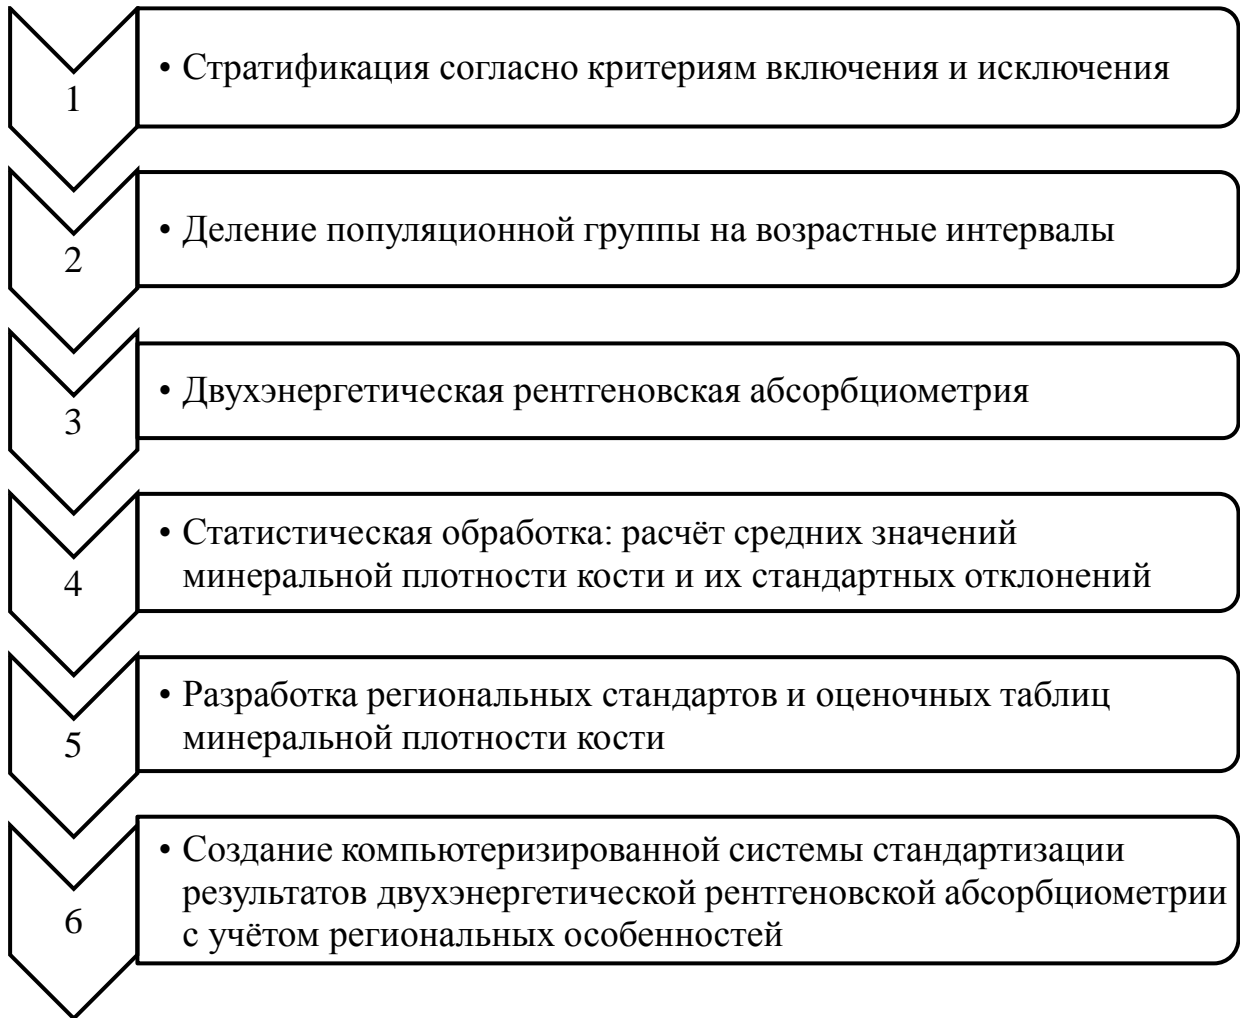 1
• Стратификация согласно критериям включения и исключения
2
• Деление популяционной группы на возрастные интервалы
3
• Двухэнергетическая рентгеновская абсорбциометрия
4
• Статистическая обработка: расчёт средних значений
минеральной плотности кости и их стандартных отклонений
5
• Разработка региональных стандартов и оценочных таблиц
минеральной плотности кости
6
• Создание компьютеризированной системы стандартизации
результатов двухэнергетической рентгеновской абсорбциометрии
с учётом региональных особенностей